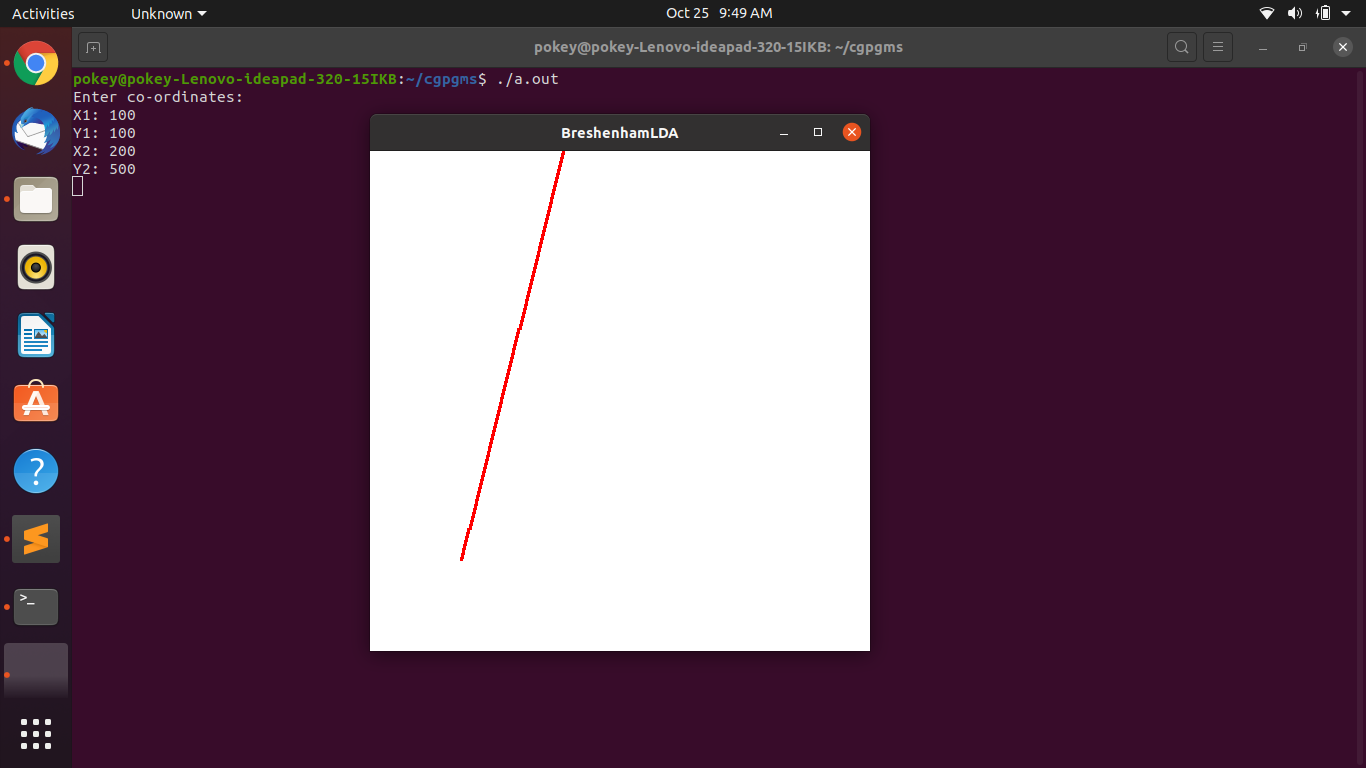 Activities Unknown Oct 25 9:49 AM
pokey@pokey-Lenovo-ideapad-320-15IKB: ~/cgpgms
pokey@pokey-Lenovo-ideapad-320-15IKB:~/cgpgms$ ./a.out
Enter co-ordinates:
X1: 100
Y1: 100
X2: 200
Y2: 500
BreshenhamLDA